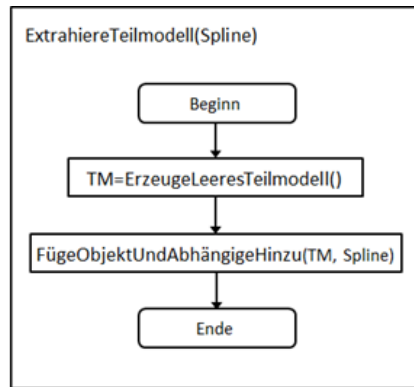 ExtrahiereTeilmodell(Spline)
Beginn
TM=ErzeugeLeeresTeilmodell()
FügeObjektUndAbhängigeHinzu(TM, Spline)
Ende